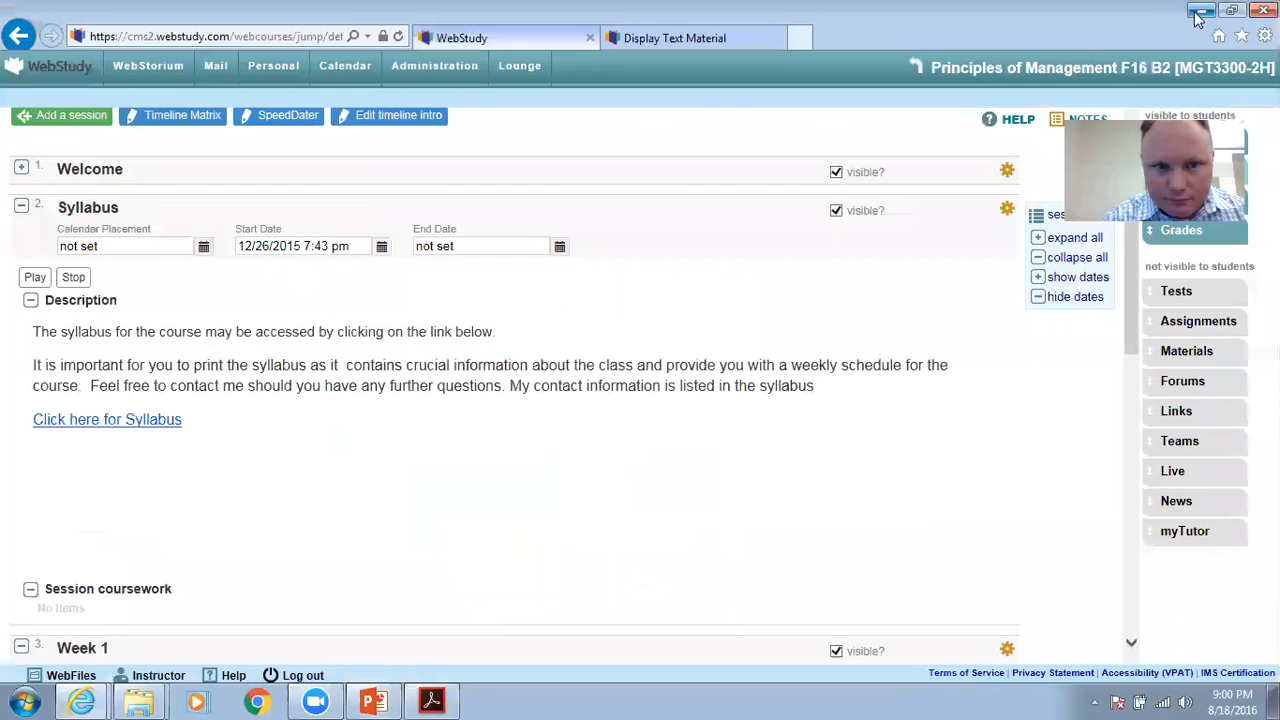 https://cms2.webstudy.com/webcourses/jump/def
WebStudy
Display Text Material
WebStudy
WebStorium
Mail
Personal
Calendar
Administration
Lounge
Principles of Management F16 B2 [MGT3300-2H]
Add a session
Timeline Matrix
SpeedDater
Edit timeline intro
HELP
NOTES
visible to students
1. Welcome
visible?
2. Syllabus
visible?
Calendar Placement
Start Date
End Date
not set
12/26/2015 7:43 pm
not set
Play
Stop
Description
The syllabus for the course may be accessed by clicking on the link below.
It is important for you to print the syllabus as it contains crucial information about the class and provide you with a weekly schedule for the
course. Feel free to contact me should you have any further questions. My contact information is listed in the syllabus
Click here for Syllabus
Session coursework
No items
3. Week 1
visible?
expand all
collapse all
show dates
hide dates
Grades
not visible to students
Tests
Assignments
Materials
Forums
Links
Teams
Live
News
myTutor
WebFiles
Instructor
Help
Log out
Terms of Service | Privacy Statement | Accessibility (VPAT) | IMS Certification
9:00 PM
8/18/2016